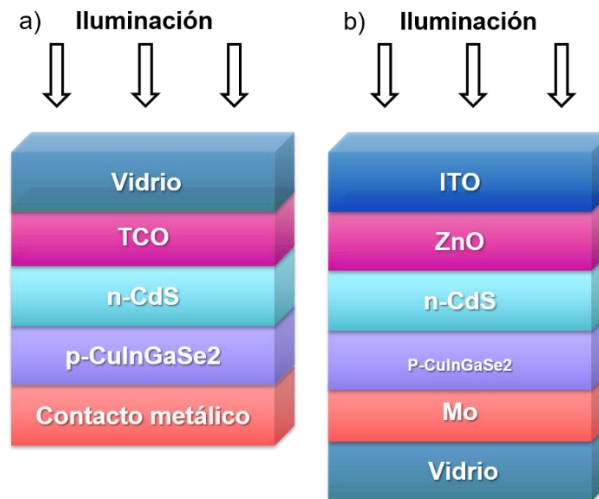 a) Iluminación
Vidrio
TCO
n-CdS
p-CuInGaSe2
Contacto metálico
b) Iluminación
ITO
ZnO
n-CdS
P-CuInGaSe2
Mo
Vidrio